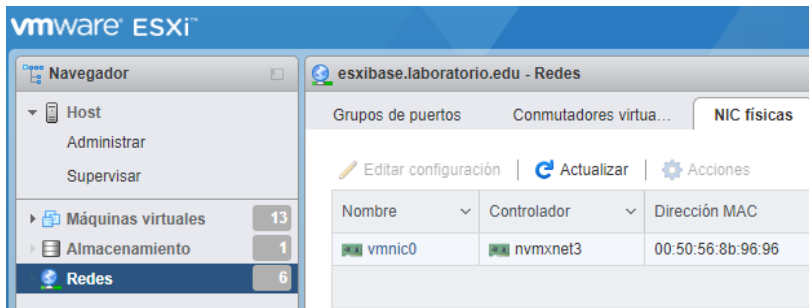 vmware ESXi™
Navegador
esxibase.laboratorio.edu - Redes
Host
Administrar
Supervisar
Máquinas virtuales 13
Almacenamiento 1
Redes 6
Grupos de puertos Conmutadores virtua... NIC físicas
Editar configuración Actualizar Acciones
Nombre Controlador Dirección MAC
vmnic0 nvmxnet3 00:50:56:8b:96:96